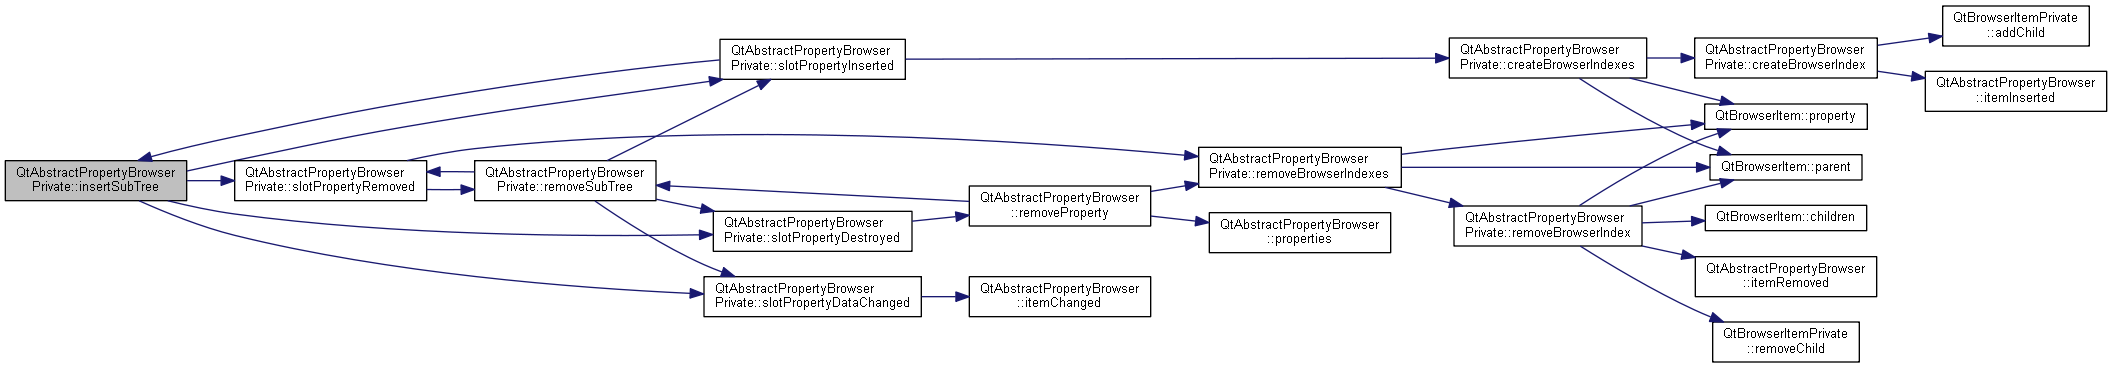 QtAbstractPropertyBrowser
Private::insertSubTree
QtAbstractPropertyBrowser
Private::slotPropertyRemoved
QtAbstractPropertyBrowser
Private::removeSubTree
QtAbstractPropertyBrowser
Private::slotPropertyInserted
QtAbstractPropertyBrowser
Private::slotPropertyDestroyed
QtAbstractPropertyBrowser
Private::slotPropertyDataChanged
QtAbstractPropertyBrowser
::removeProperty
QtAbstractPropertyBrowser
::itemChanged
QtAbstractPropertyBrowser
Private::removeBrowserIndexes
QtAbstractPropertyBrowser
::properties
QtAbstractPropertyBrowser
Private::createBrowserIndexes
QtAbstractPropertyBrowser
Private::removeBrowserIndex
QtAbstractPropertyBrowser
Private::createBrowserIndex
QtBrowserItem::property
QtBrowserItem::parent
QtBrowserItem::children
QtAbstractPropertyBrowser
::itemRemoved
QtBrowserItemPrivate
::removeChild
QtBrowserItemPrivate
::addChild
QtAbstractPropertyBrowser
::itemInserted